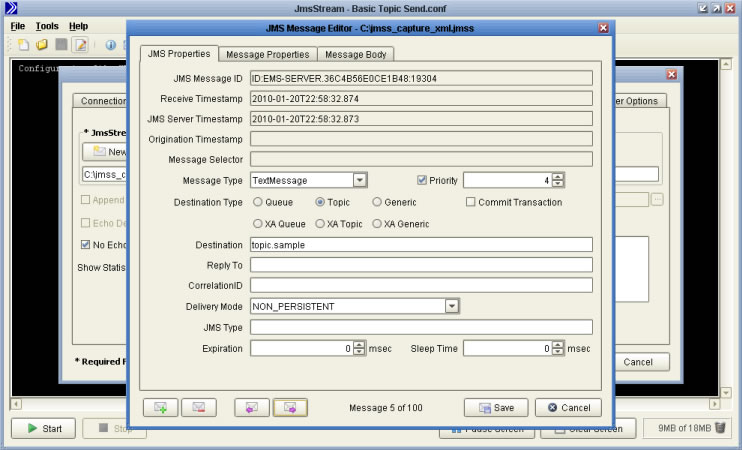 JmsStream - Basic Topic Send.conf
File Tools Help
JMS Message Editor - C:\jmss_capture_xml.jmss
JMS Properties Message Properties Message Body
JMS Message ID ID:EMS-SERVER.36C4B56E0CE1B48:19304
Receive Timestamp 2010-01-20T22:58:32.874
JMS Server Timestamp 2010-01-20T22:58:32.873
Origination Timestamp
Message Selector
Message Type TextMessage Priority 4
Destination Type Queue Topic Generic Commit Transaction
XA Queue XA Topic XA Generic
Destination topic.sample
Reply To
CorrelationID
Delivery Mode NON_PERSISTENT
JMS Type
Expiration 0 msec Sleep Time 0 msec
Message 5 of 100 Save Cancel
Connection
Options
* JmsStrea
New
C:\jmss_c
Append
Echo De
No Echo
Show Statis
* Required F
Cancel
Start Stop Pause Screen Clear Screen 9MB of 18MB